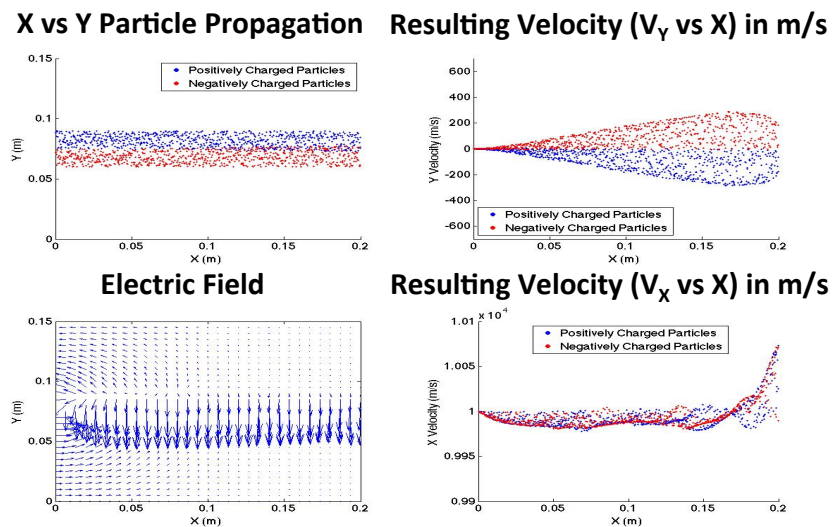 X vs Y Particle Propagation
Positively Charged Particles
Negatively Charged Particles
0.15
0.1
0.05
0
Y (m)
0
0.05
0.1
0.15
0.2
X (m)
Resulting Velocity (VY vs X) in m/s
600
400
200
0
-200
-400
-600
Y Velocity (m/s)
Positively Charged Particles
Negatively Charged Particles
0
0.05
0.1
0.15
0.2
X (m)
Electric Field
0.15
0.1
0.05
0
Y (m)
0
0.05
0.1
0.15
0.2
X (m)
Resulting Velocity (VX vs X) in m/s
x 10^4
1.01
1.005
1
0.995
0.99
X Velocity (m/s)
Positively Charged Particles
Negatively Charged Particles
0
0.05
0.1
0.15
0.2
X (m)